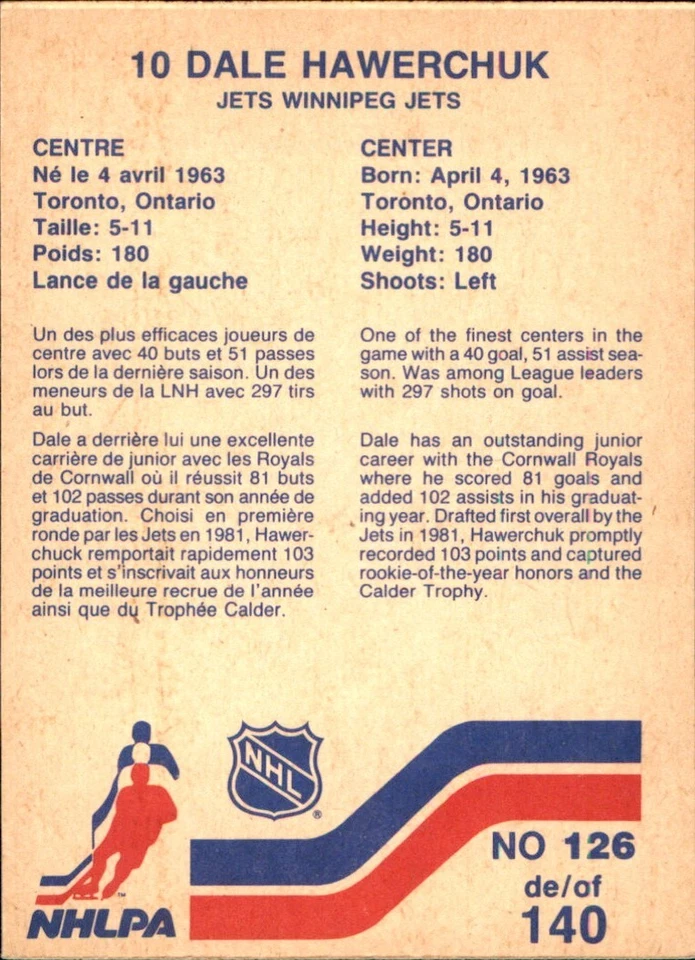 10 DALE HAWERCHUK
JETS WINNIPEG JETS
CENTRE
Né le 4 avril 1963
Toronto, Ontario
Taille: 5-11
Poids: 180
Lance de la gauche
Un des plus efficaces joueurs de
centre avec 40 buts et 51 passes
lors de la dernière saison. Un des
meneurs de la LNH avec 297 tirs
au but.
Dale a derrière lui une excellente
carrière de junior avec les Royals
de Cornwall où il réussit 81 buts
et 102 passes durant son année de
graduation. Choisi en première
ronde par les Jets en 1981, Hawer-
chuck remportait rapidement 103
points et s'inscrivait aux honneurs
de la meilleure recrue de l'année
ainsi que du Trophée Calder.
CENTER
Born: April 4, 1963
Toronto, Ontario
Height: 5-11
Weight: 180
Shoots: Left
One of the finest centers in the
game with a 40 goal, 51 assist sea-
son. Was among League leaders
with 297 shots on goal.
Dale has an outstanding junior
career with the Cornwall Royals
where he scored 81 goals and
added 102 assists in his graduat-
ing year. Drafted first overall by the
Jets in 1981, Hawerchuk promptly
recorded 103 points and captured
rookie-of-the-year honors and the
Calder Trophy.
NHL
®
™
NHLPA
NO 126
de/of
140